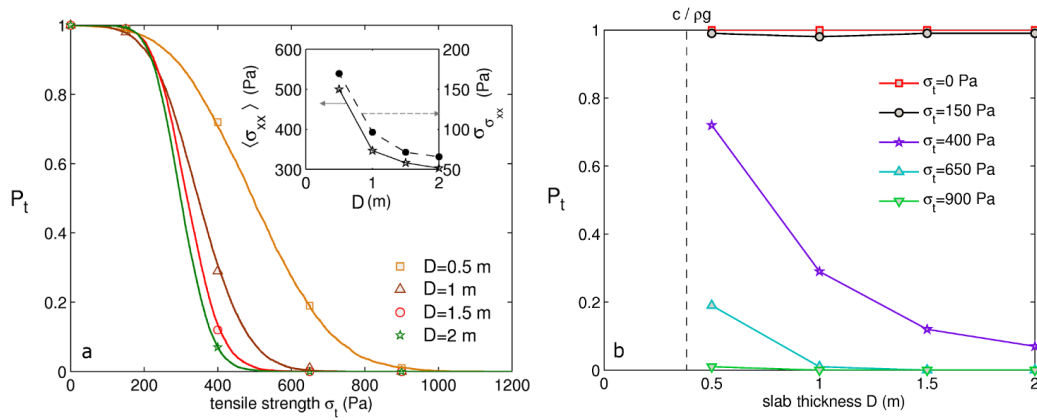 1
0.8
0.6
0.4
0.2
0
P_t
0 200 400 600 800 1000 1200
tensile strength σ_t (Pa)
a
600
500
400
300
⟨σ_xx⟩ (Pa)
200
150
100
50
σ_σ_xx (Pa)
0 1 2
D (m)
D=0.5 m
D=1 m
D=1.5 m
D=2 m
c / ρg
1
0.8
0.6
0.4
0.2
0
P_t
0 0.5 1 1.5 2
slab thickness D (m)
b
σ_t=0 Pa
σ_t=150 Pa
σ_t=400 Pa
σ_t=650 Pa
σ_t=900 Pa